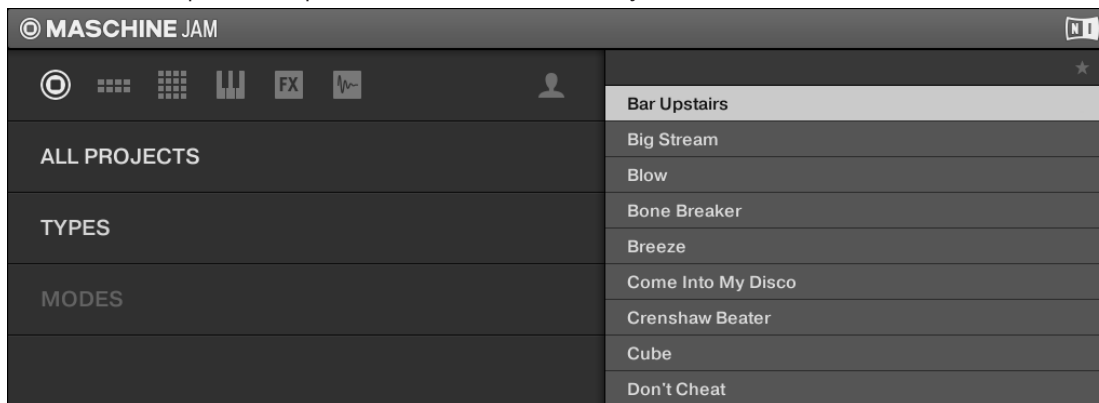 MASCHINE JAM
NI
FX
ALL PROJECTS
TYPES
MODES
Bar Upstairs
Big Stream
Blow
Bone Breaker
Breeze
Come Into My Disco
Crenshaw Beater
Cube
Don't Cheat